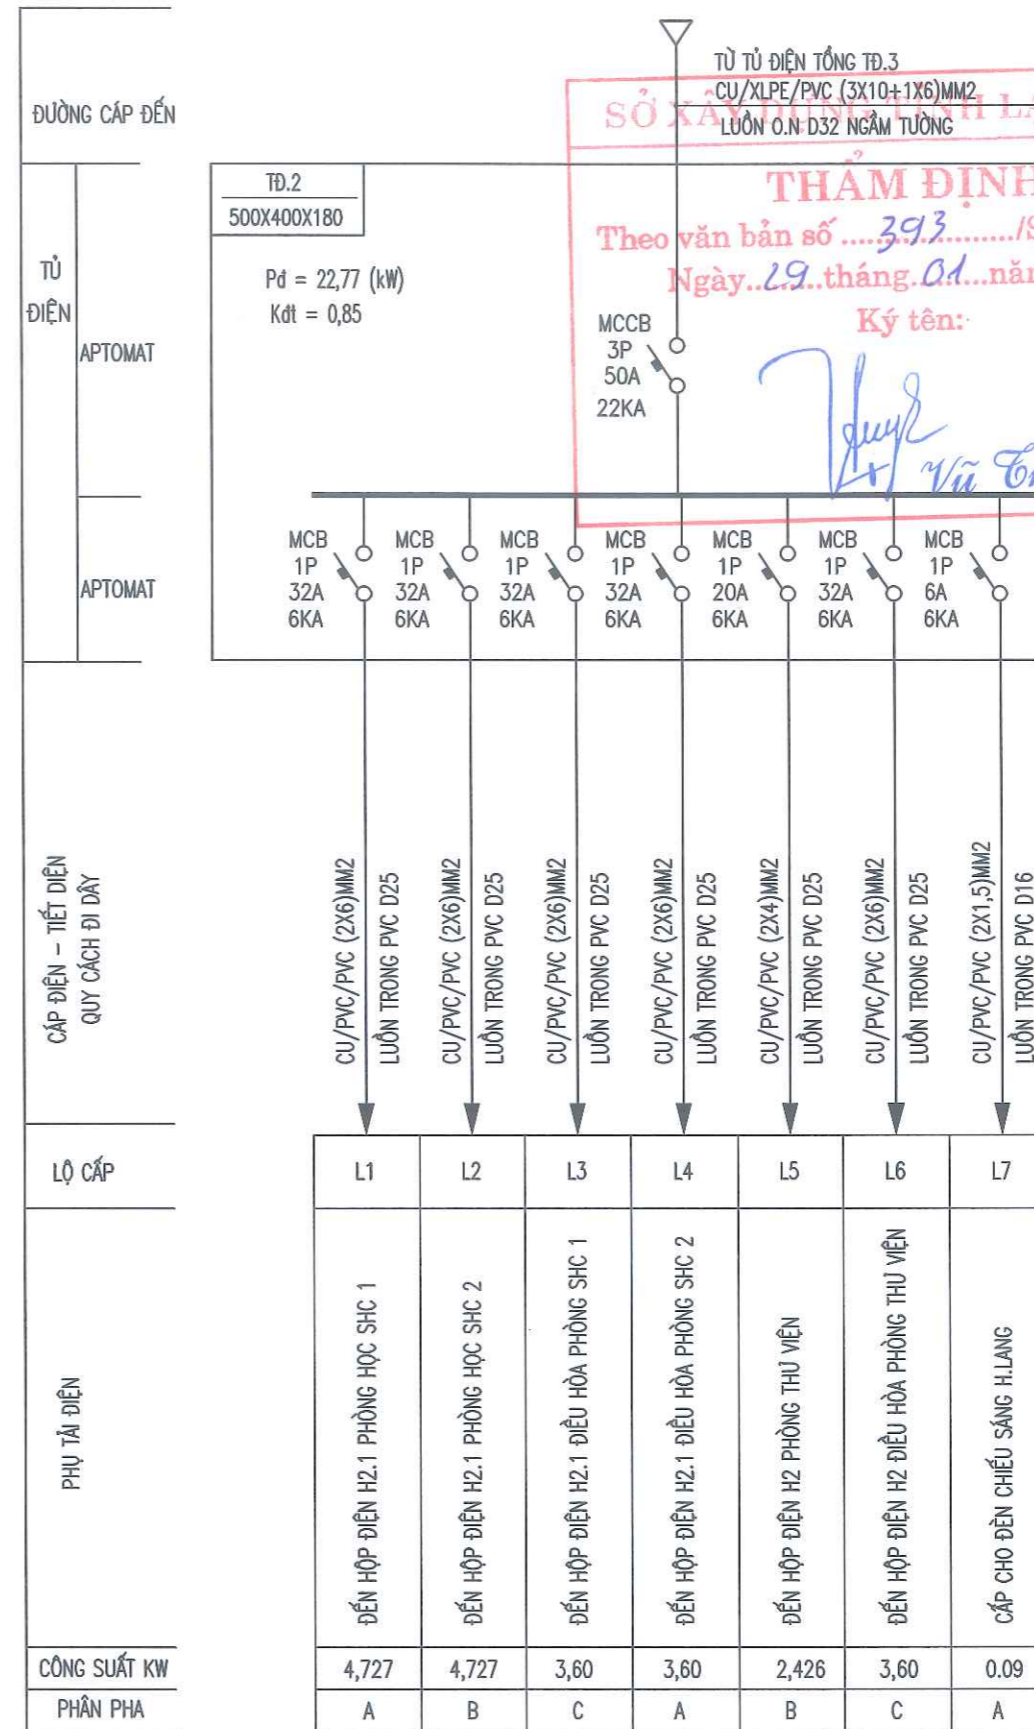 TỪ TỦ ĐIỆN TỔNG TĐ.3
CU/XLPE/PVC (3X10+1X6)MM2
LUỒN O.N D32 NGẦM TƯỜNG
ĐƯỜNG CÁP ĐẾN
SỞ XÂY DỰNG TỈNH
THẨM ĐỊNH
Theo văn bản số ....393....../S
Ngày..29..tháng..01...năm
Ký tên:
Vũ
TĐ.2
500X400X180
Pđ = 22,77 (kW)
Kđt = 0,85
TỦ
ĐIỆN
APTOMAT
MCCB
3P
50A
22KA
APTOMAT
MCB
1P
32A
6KA
MCB
1P
32A
6KA
MCB
1P
32A
6KA
MCB
1P
32A
6KA
MCB
1P
20A
6KA
MCB
1P
32A
6KA
MCB
1P
6A
6KA
CÁP ĐIỆN – TIẾT DIỆN
QUY CÁCH ĐI DÂY
CU/PVC/PVC (2X6)MM2
LUỒN TRONG PVC D25
CU/PVC/PVC (2X6)MM2
LUỒN TRONG PVC D25
CU/PVC/PVC (2X6)MM2
LUỒN TRONG PVC D25
CU/PVC/PVC (2X6)MM2
LUỒN TRONG PVC D25
CU/PVC/PVC (2X4)MM2
LUỒN TRONG PVC D25
CU/PVC/PVC (2X6)MM2
LUỒN TRONG PVC D25
CU/PVC/PVC (2X1,5)MM2
LUỒN TRONG PVC D16
LỘ CẤP
L1
L2
L3
L4
L5
L6
L7
PHỤ TẢI ĐIỆN
ĐẾN HỘP ĐIỆN H2.1 PHÒNG HỌC SHC 1
ĐẾN HỘP ĐIỆN H2.1 PHÒNG HỌC SHC 2
ĐẾN HỘP ĐIỆN H2.1 ĐIỀU HÒA PHÒNG SHC 1
ĐẾN HỘP ĐIỆN H2.1 ĐIỀU HÒA PHÒNG SHC 2
ĐẾN HỘP ĐIỆN H2 PHÒNG THƯ VIỆN
ĐẾN HỘP ĐIỆN H2 ĐIỀU HÒA PHÒNG THƯ VIỆN
CẤP CHO ĐÈN CHIẾU SÁNG H.LANG
CÔNG SUẤT KW
4,727
4,727
3,60
3,60
2,426
3,60
0.09
PHÂN PHA
A
B
C
A
B
C
A